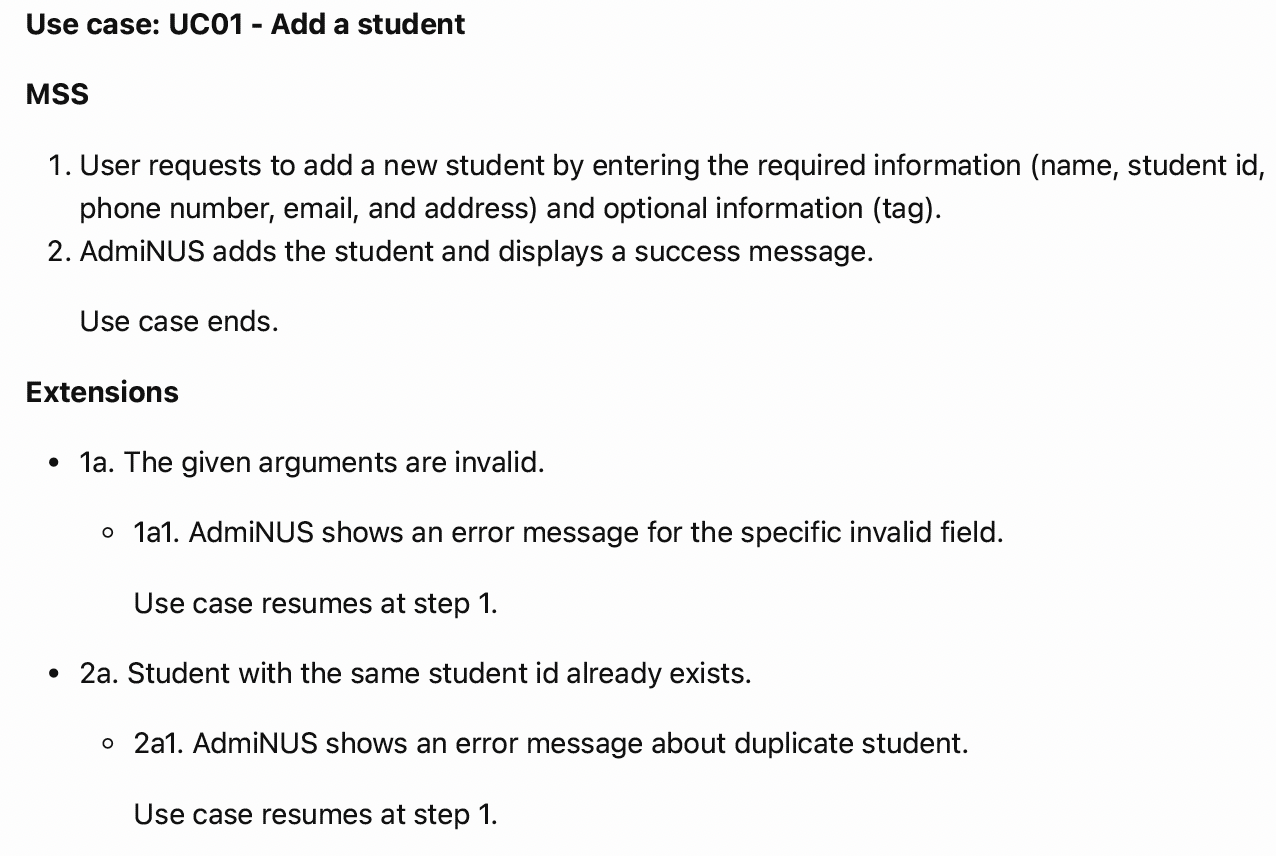 Use case: UC01 - Add a student
MSS
1. User requests to add a new student by entering the required information (name, student id,
phone number, email, and address) and optional information (tag).
2. AdmiNUS adds the student and displays a success message.
Use case ends.
Extensions
• 1a. The given arguments are invalid.
◦ 1a1. AdmiNUS shows an error message for the specific invalid field.
Use case resumes at step 1.
• 2a. Student with the same student id already exists.
◦ 2a1. AdmiNUS shows an error message about duplicate student.
Use case resumes at step 1.